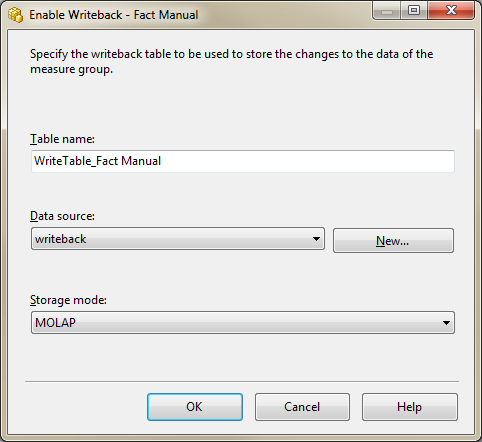 Enable Writeback - Fact Manual
Specify the writeback table to be used to store the changes to the data of the
measure group.
Table name:
WriteTable_Fact Manual
Data source:
writeback
New...
Storage mode:
MOLAP
OK
Cancel
Help